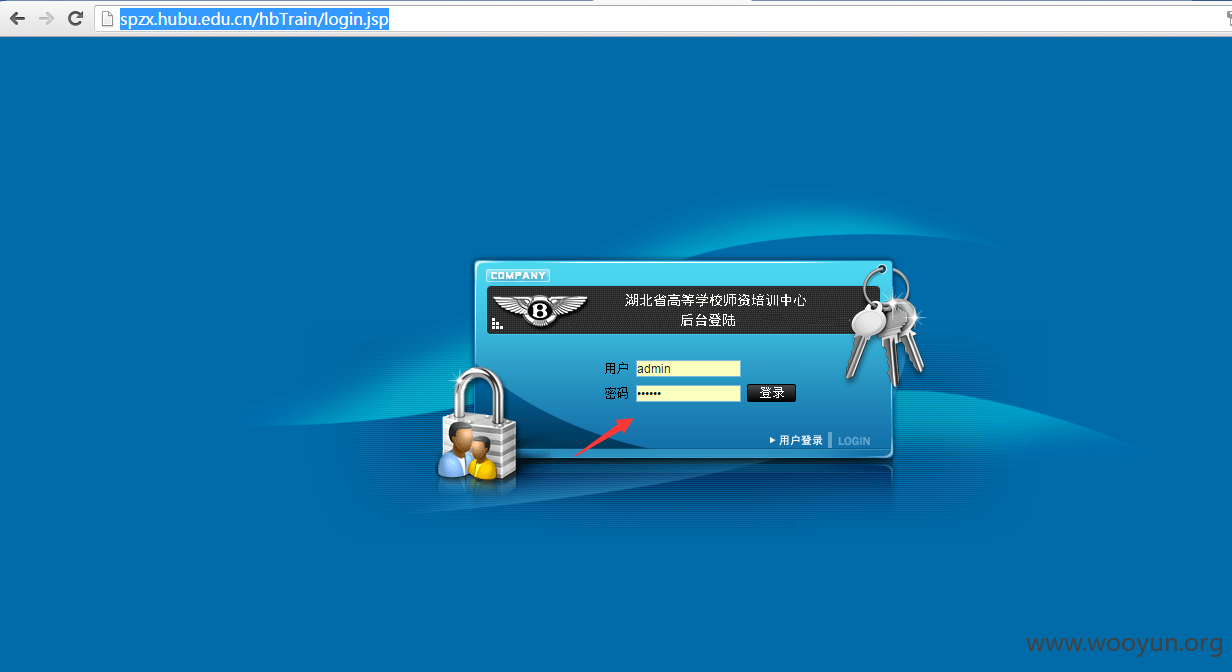 spzx.hubu.edu.cn/hbTrain/login.jsp
COMPANY
B
湖北省高等学校师资培训中心
后台登陆
用户 admin
密码 ••••••
登录
用户登录 LOGIN
www.wooyun.org